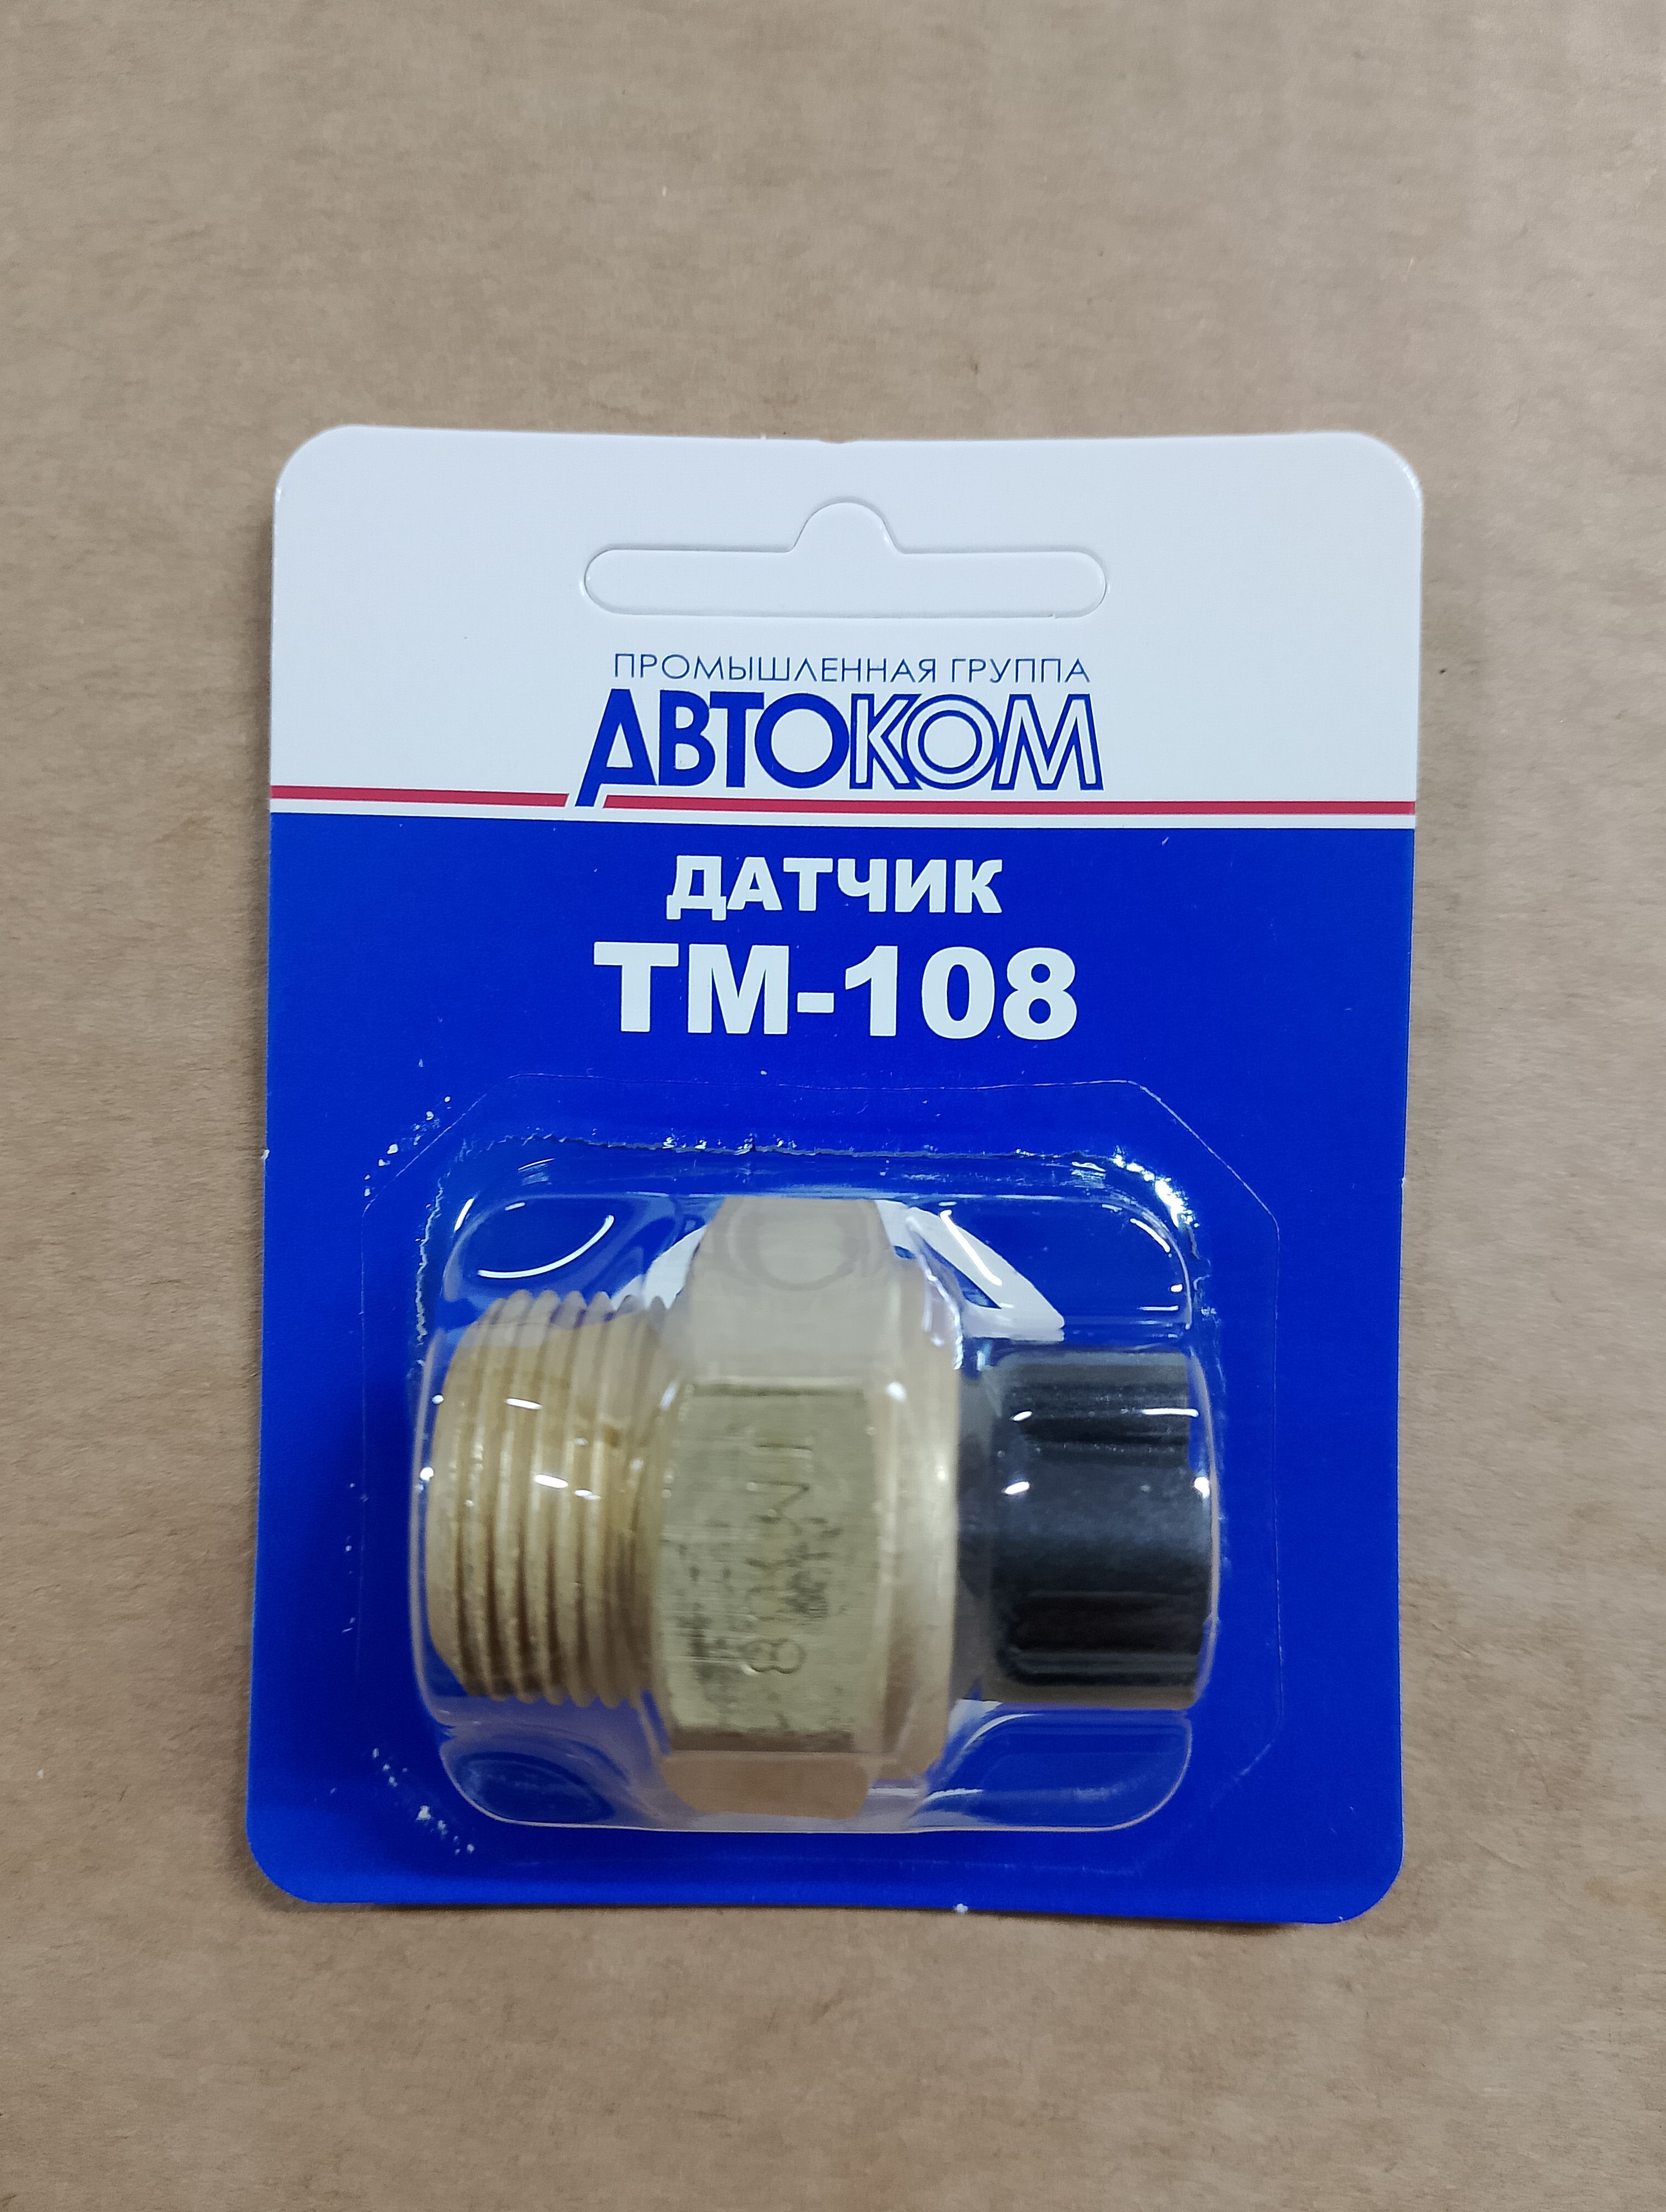 ПРОМЫШЛЕННАЯ ГРУППА
АВТОКОМ
ДАТЧИК
ТМ-108